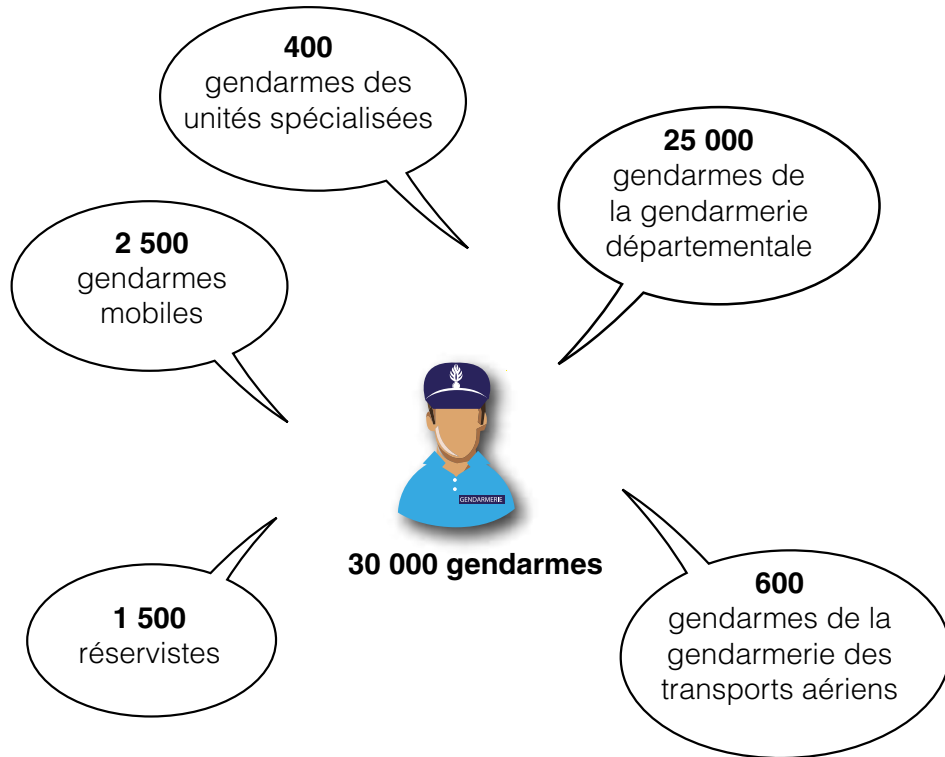 400
gendarmes des
unités spécialisées
25 000
gendarmes de
la gendarmerie
départementale
2 500
gendarmes
mobiles
GENDARMERIE
30 000 gendarmes
1 500
réservistes
600
gendarmes de la
gendarmerie des
transports aériens